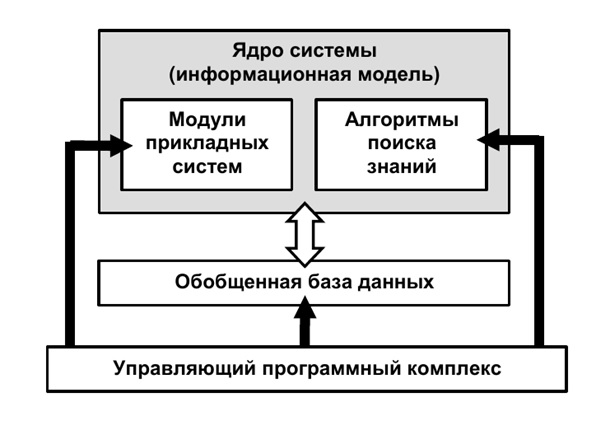 Ядро системы
(информационная модель)
Модули
прикладных
систем
Алгоритмы
поиска
знаний
Обобщенная база данных
Управляющий программный комплекс